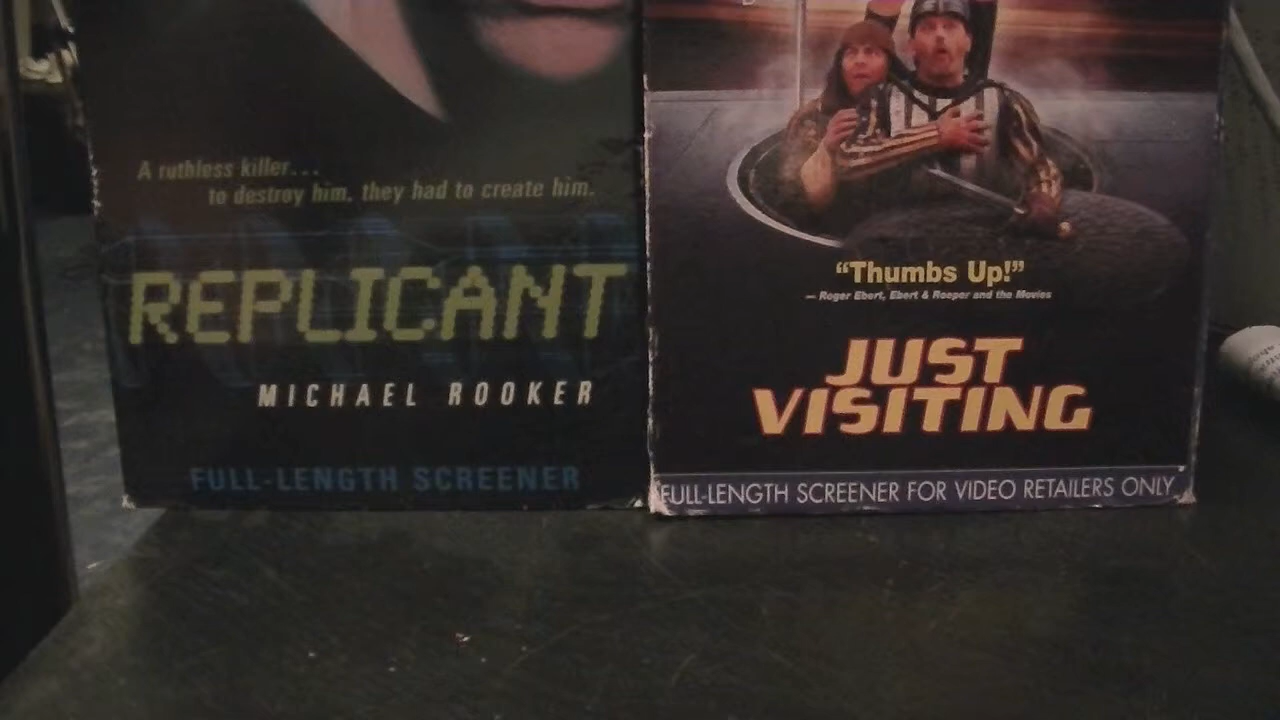 A ruthless killer...
to destroy him, they had to create him.
REPLICANT
MICHAEL ROOKER
FULL-LENGTH SCREENER
“Thumbs Up!”
— Roger Ebert, Ebert & Roeper and the Movies
JUST
VISITING
FULL-LENGTH SCREENER FOR VIDEO RETAILERS ONLY